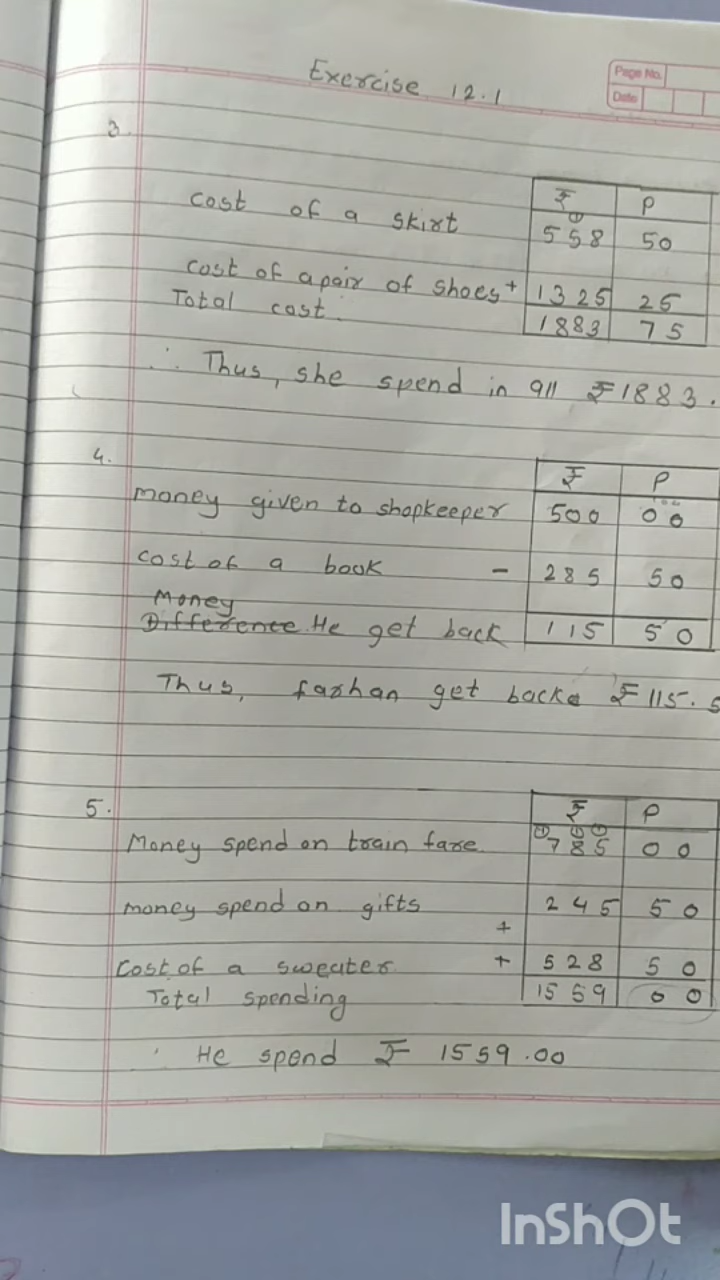 Exercise 12.1
Page No.
Date
3
₹ P
Cost of a skirt 558 50
Cost of a pair of shoes + 1325 25
Total cost. 1883 75
∴ Thus, she spend in all ₹1883.
4.
₹ P
Money given to shopkeeper 500 00
Cost of a book - 285 50
Money
Difference He get back 115 50
Thus, farhan get back ₹ 115.5
5.
₹ P
Money spend on train fare 785 00
money spend on gifts 245 50
+
Cost of a sweater + 528 50
Total spending 1559 00
∴ He spend ₹ 1559.00
InShOt